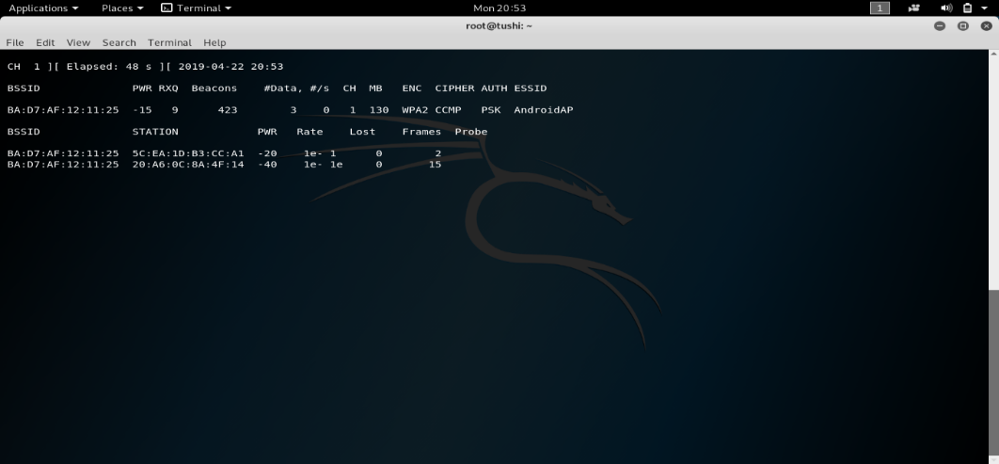 Applications Places Terminal Mon 20:53 1
root@tushi: ~
File Edit View Search Terminal Help
CH 1 ][ Elapsed: 48 s ][ 2019-04-22 20:53
BSSID PWR RXQ Beacons #Data, #/s CH MB ENC CIPHER AUTH ESSID
BA:D7:AF:12:11:25 -15 9 423 3 0 1 130 WPA2 CCMP PSK AndroidAP
BSSID STATION PWR Rate Lost Frames Probe
BA:D7:AF:12:11:25 5C:EA:1D:B3:CC:A1 -20 1e- 1 0 2
BA:D7:AF:12:11:25 20:A6:0C:8A:4F:14 -40 1e- 1e 0 15